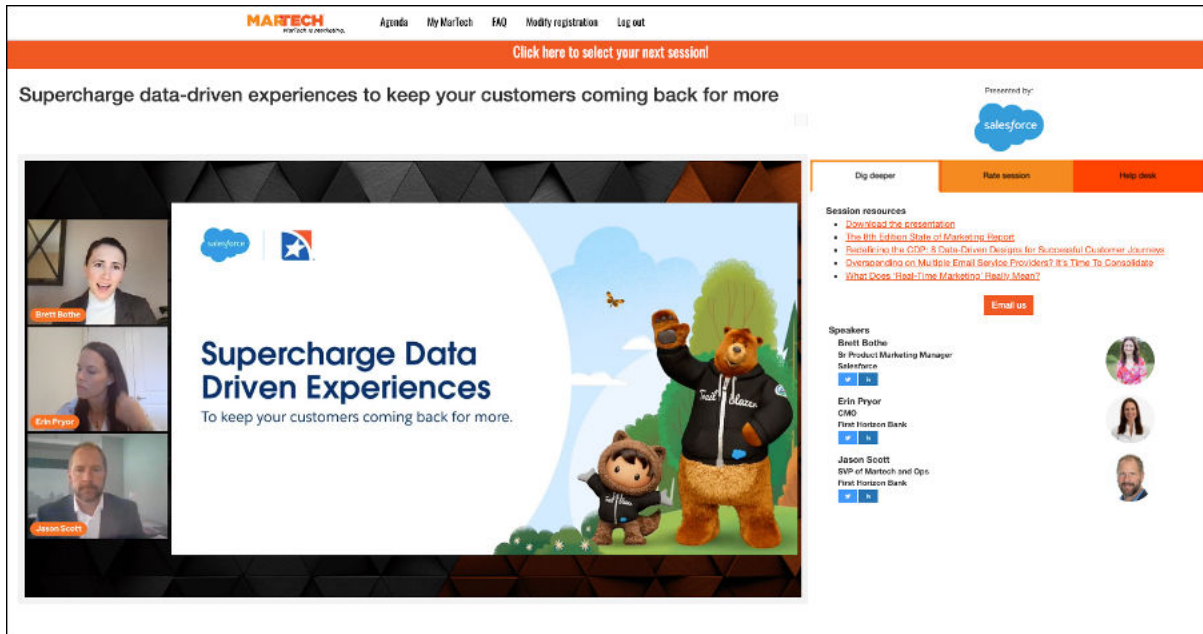 MARTECH
MarTech is marketing.
Agenda
My MarTech
FAQ
Modify registration
Log out
Click here to select your next session!
Supercharge data-driven experiences to keep your customers coming back for more
Presented by:
salesforce
Dig deeper
Rate session
Help desk
salesforce
Supercharge Data
Driven Experiences
To keep your customers coming back for more.
Trail Blazer
Trail Blazer
Brett Bothe
Erin Pryor
Jason Scott
Session resources
Download the presentation
The 8th Edition State of Marketing Report
Redefining the CDP: 8 Data-Driven Designs for Successful Customer Journeys
Overspending on Multiple Email Service Providers? It's Time To Consolidate
What Does 'Real-Time Marketing' Really Mean?
Email us
Speakers
Brett Bothe
Sr Product Marketing Manager
Salesforce
Erin Pryor
CMO
First Horizon Bank
Jason Scott
SVP of Martech and Ops
First Horizon Bank